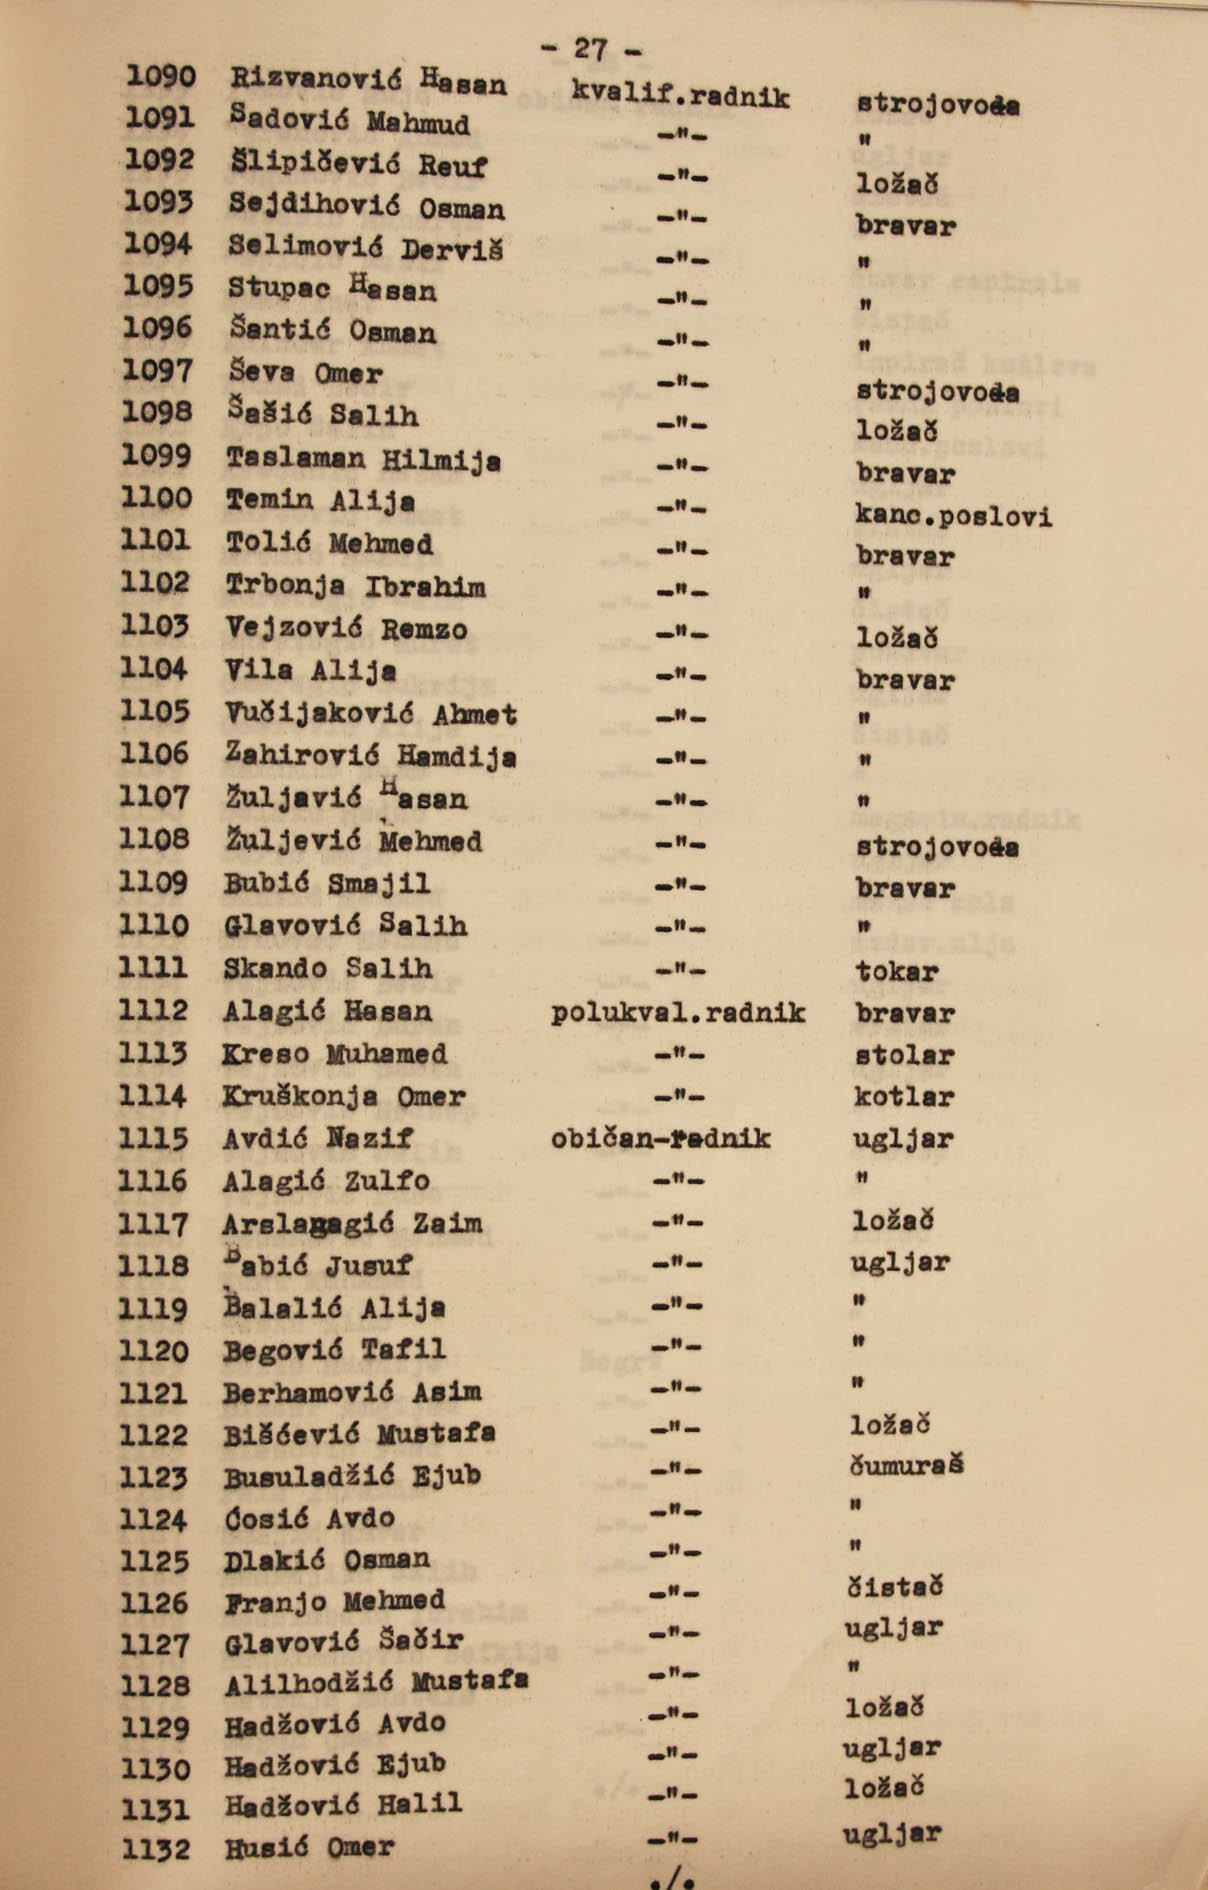 - 27 -
1090 Rizvanović Hasan kvalif.radnik strojovođa
1091 Sadović Mahmud -"- "
1092 Šlipičević Reuf -"- ložač
1093 Sejdihović Osman -"- bravar
1094 Selimović Derviš -"- "
1095 Stupac Hasan -"- "
1096 Šantić Osman -"- "
1097 Ševa Omer -"- strojovođa
1098 Šašić Salih -"- ložač
1099 Taslaman Hilmija -"- bravar
1100 Temin Alija -"- kanc.poslovi
1101 Tolić Mehmed -"- bravar
1102 Trbonja Ibrahim -"- "
1103 Vejzović Remzo -"- ložač
1104 Vila Alija -"- bravar
1105 Vučijaković Ahmet -"- "
1106 Zahirović Hamdija -"- "
1107 Žuljavić Hasan -"- "
1108 Žuljević Mehmed -"- strojovođa
1109 Bubić Smajil -"- bravar
1110 Glavović Salih -"- "
1111 Skando Salih -"- tokar
1112 Alagić Hasan polukval.radnik bravar
1113 Kreso Muhamed -"- stolar
1114 Kruškonja Omer -"- kotlar
1115 Avdić Nazif običan-radnik ugljar
1116 Alagić Zulfo -"- "
1117 Arslanagić Zaim -"- ložač
1118 Babić Jusuf -"- ugljar
1119 Balalić Alija -"- "
1120 Begović Tafil -"- "
1121 Berhamović Asim -"- "
1122 Bišćević Mustafa -"- ložač
1123 Busuladžić Ejub -"- čumuraš
1124 Ćosić Avdo -"- "
1125 Dlakić Osman -"- "
1126 Franjo Mehmed -"- čistač
1127 Glavović Šaćir -"- ugljar
1128 Alilhodžić Mustafa -"- "
1129 Hadžović Avdo -"- ložač
1130 Hadžović Ejub -"- ugljar
1131 Hadžović Halil -"- ložač
1132 Husić Omer -"- ugljar
./.